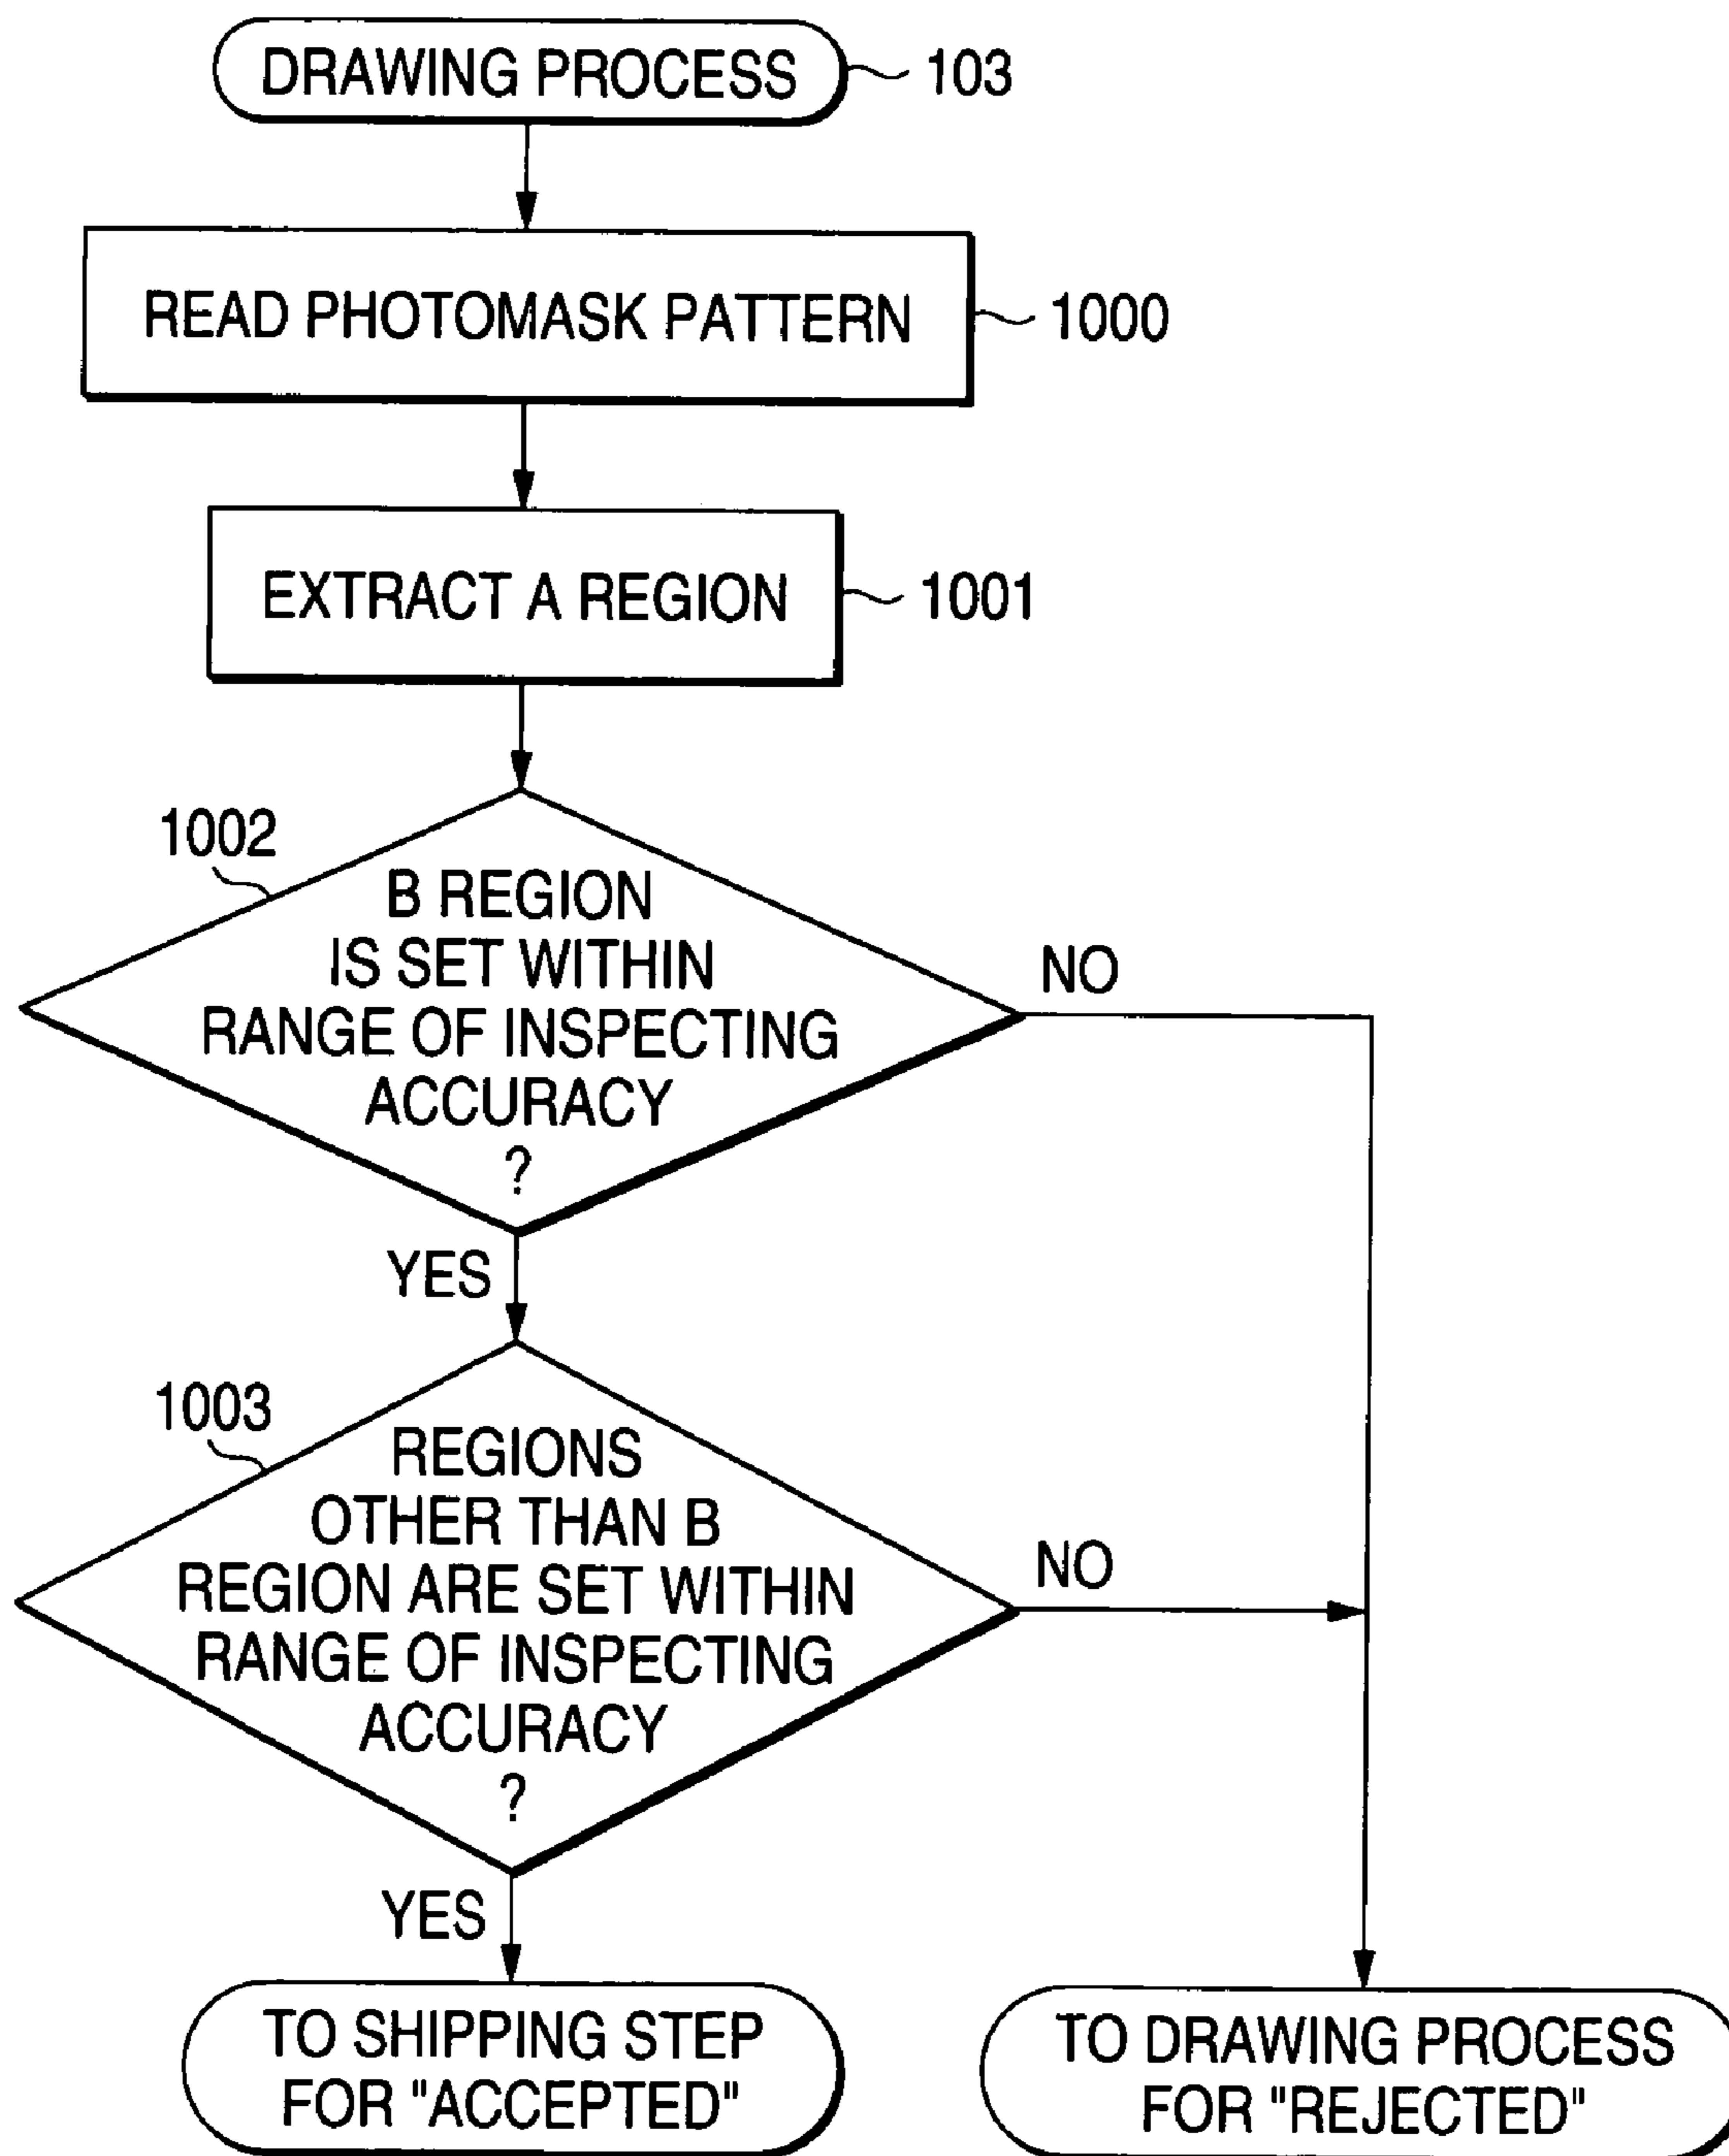 DRAWING PROCESS
103
READ PHOTOMASK PATTERN
1000
EXTRACT A REGION
1001
1002
B REGION
IS SET WITHIN
RANGE OF INSPECTING
ACCURACY
?
NO
YES
1003
REGIONS
OTHER THAN B
REGION ARE SET WITHIN
RANGE OF INSPECTING
ACCURACY
?
NO
YES
TO SHIPPING STEP
FOR "ACCEPTED"
TO DRAWING PROCESS
FOR "REJECTED"